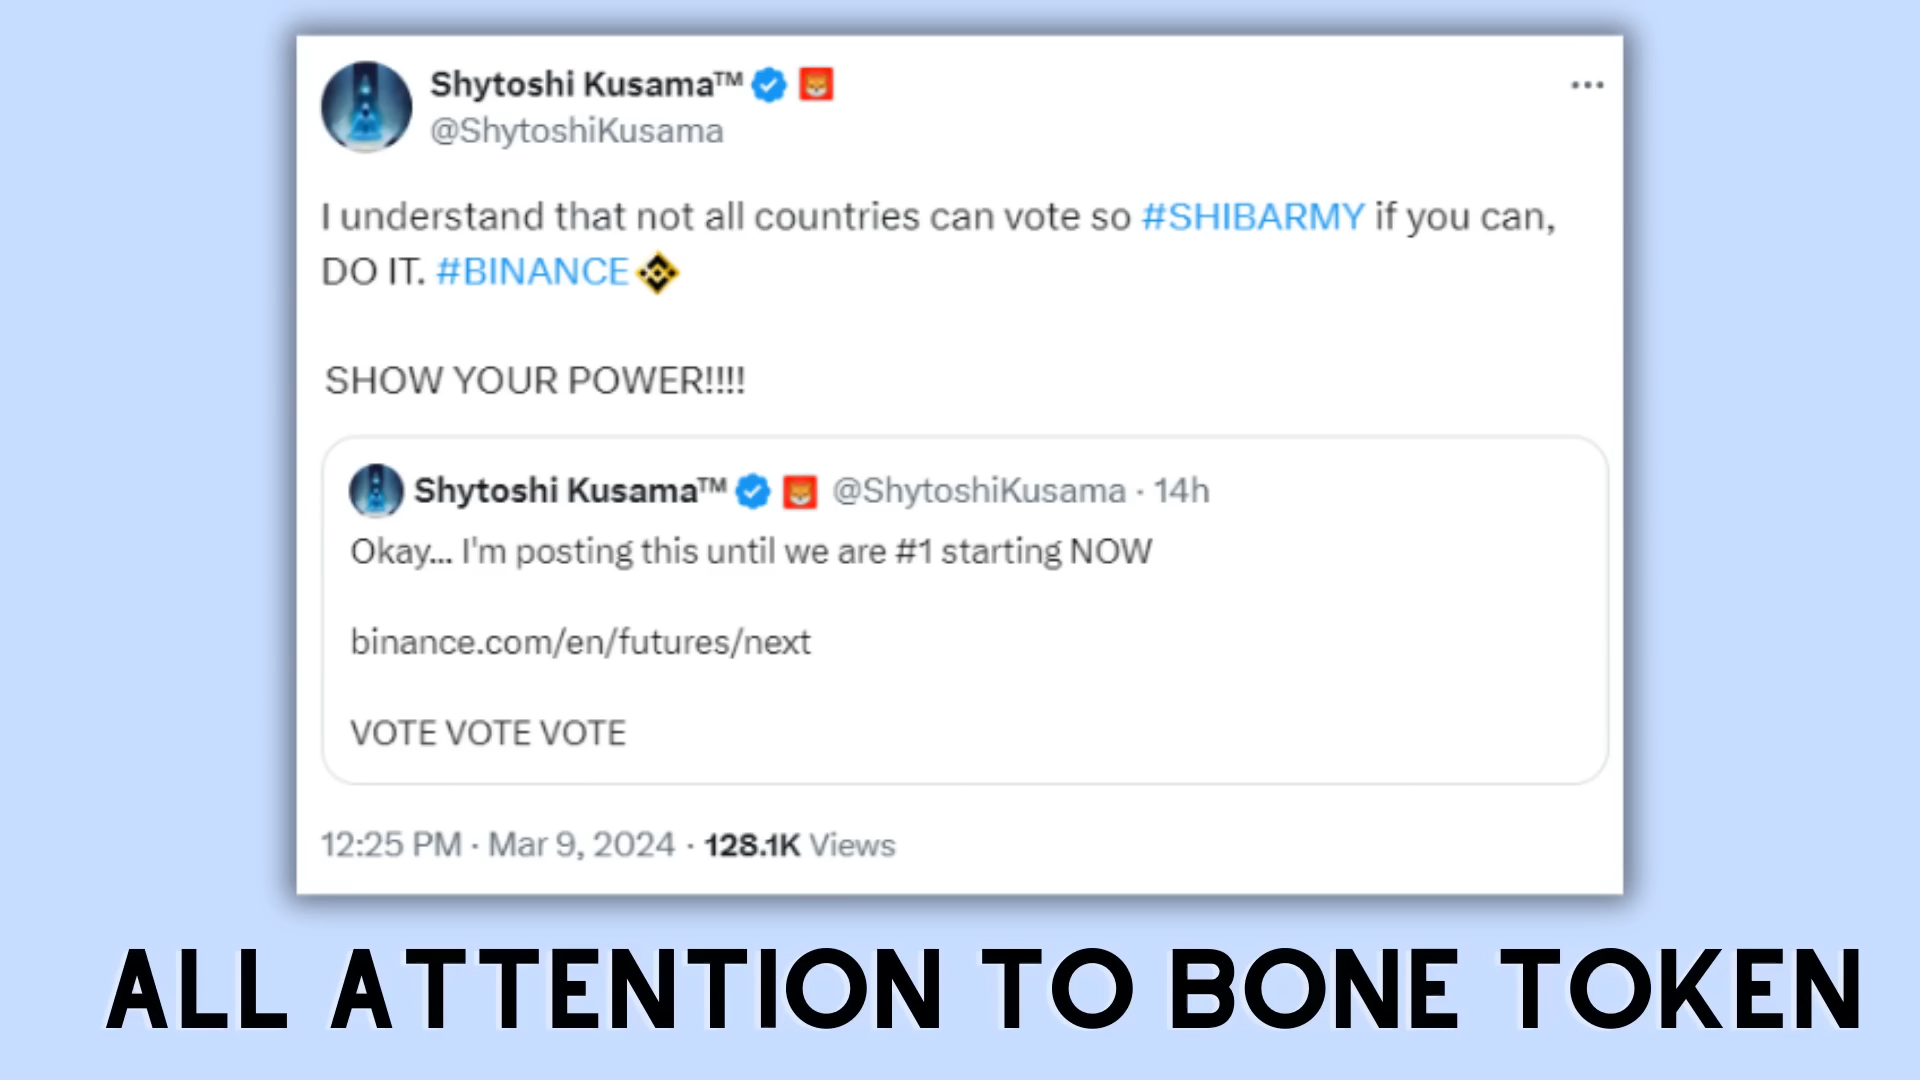 Shytoshi Kusama™
@ShytoshiKusama
I understand that not all countries can vote so #SHIBARMY if you can,
DO IT. #BINANCE
SHOW YOUR POWER!!!!
Shytoshi Kusama™ @ShytoshiKusama · 14h
Okay... I'm posting this until we are #1 starting NOW
binance.com/en/futures/next
VOTE VOTE VOTE
12:25 PM · Mar 9, 2024 · 128.1K Views
ALL ATTENTION TO BONE TOKEN